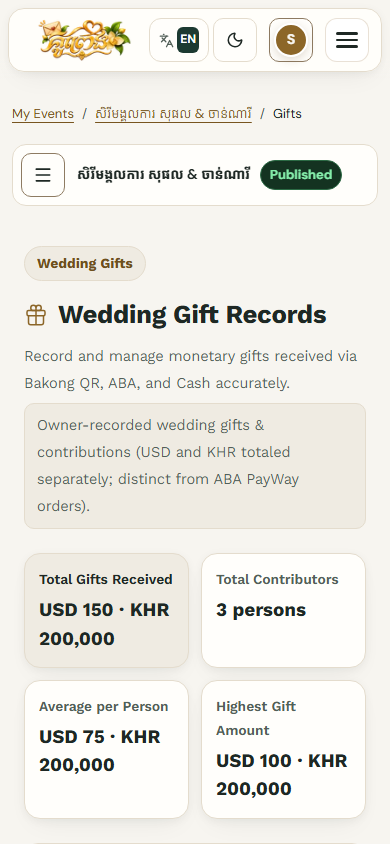 EN
S
My Events / សិរីមង្គលការ សុផល & ចាន់ណារី / Gifts
សិរីមង្គលការ សុផល & ចាន់ណារី
Published
Wedding Gifts
Wedding Gift Records
Record and manage monetary gifts received via
Bakong QR, ABA, and Cash accurately.
Owner-recorded wedding gifts &
contributions (USD and KHR totaled
separately; distinct from ABA PayWay
orders).
Total Gifts Received
USD 150 · KHR
200,000
Total Contributors
3 persons
Average per Person
USD 75 · KHR
200,000
Highest Gift
Amount
USD 100 · KHR
200,000